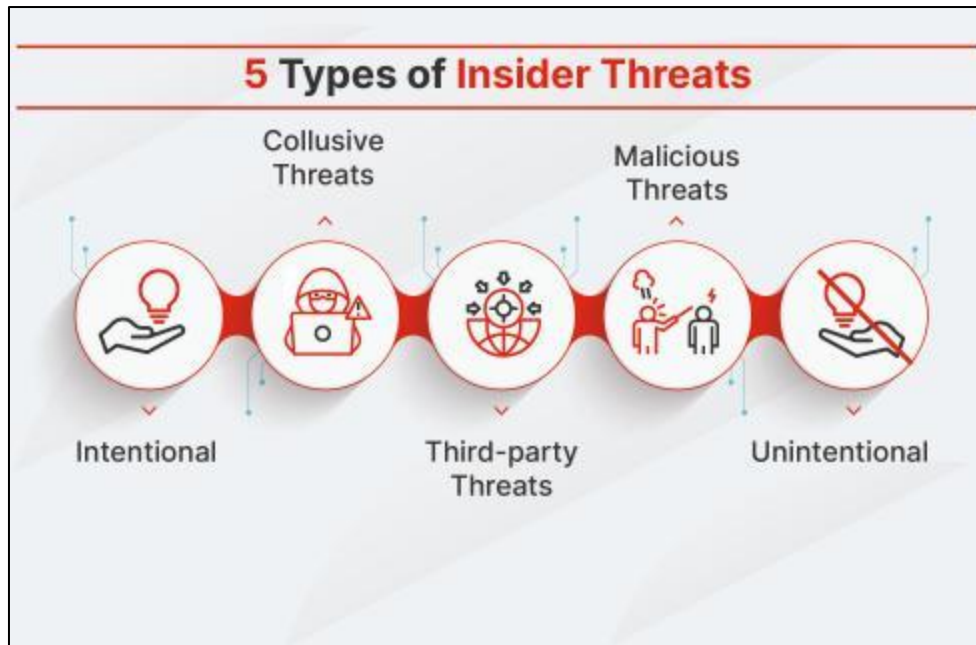 5 Types of Insider Threats
Collusive
Threats
Malicious
Threats
Intentional
Third-party
Threats
Unintentional